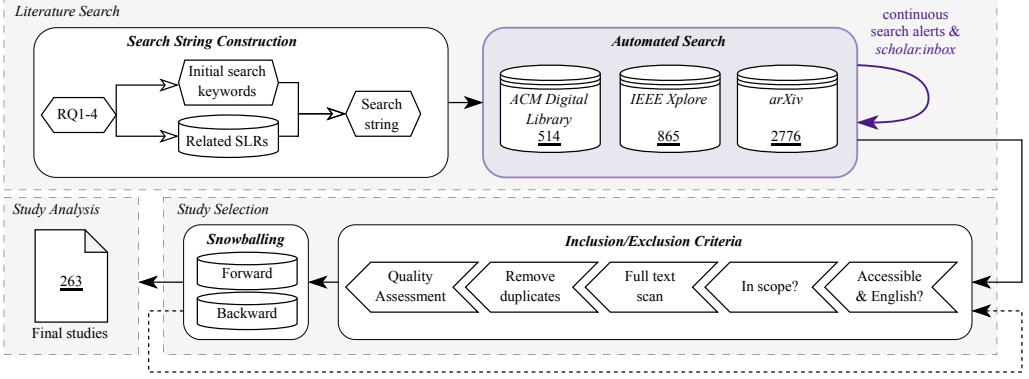 Literature Search
Search String Construction
RQ1-4
Initial search
keywords
Related SLRs
Search
string
Automated Search
ACM Digital
Library
514
IEEE Xplore
865
arXiv
2776
continuous
search alerts &
scholar.inbox
Study Analysis
263
Final studies
Study Selection
Snowballing
Forward
Backward
Inclusion/Exclusion Criteria
Quality
Assessment
Remove
duplicates
Full text
scan
In scope?
Accessible
& English?